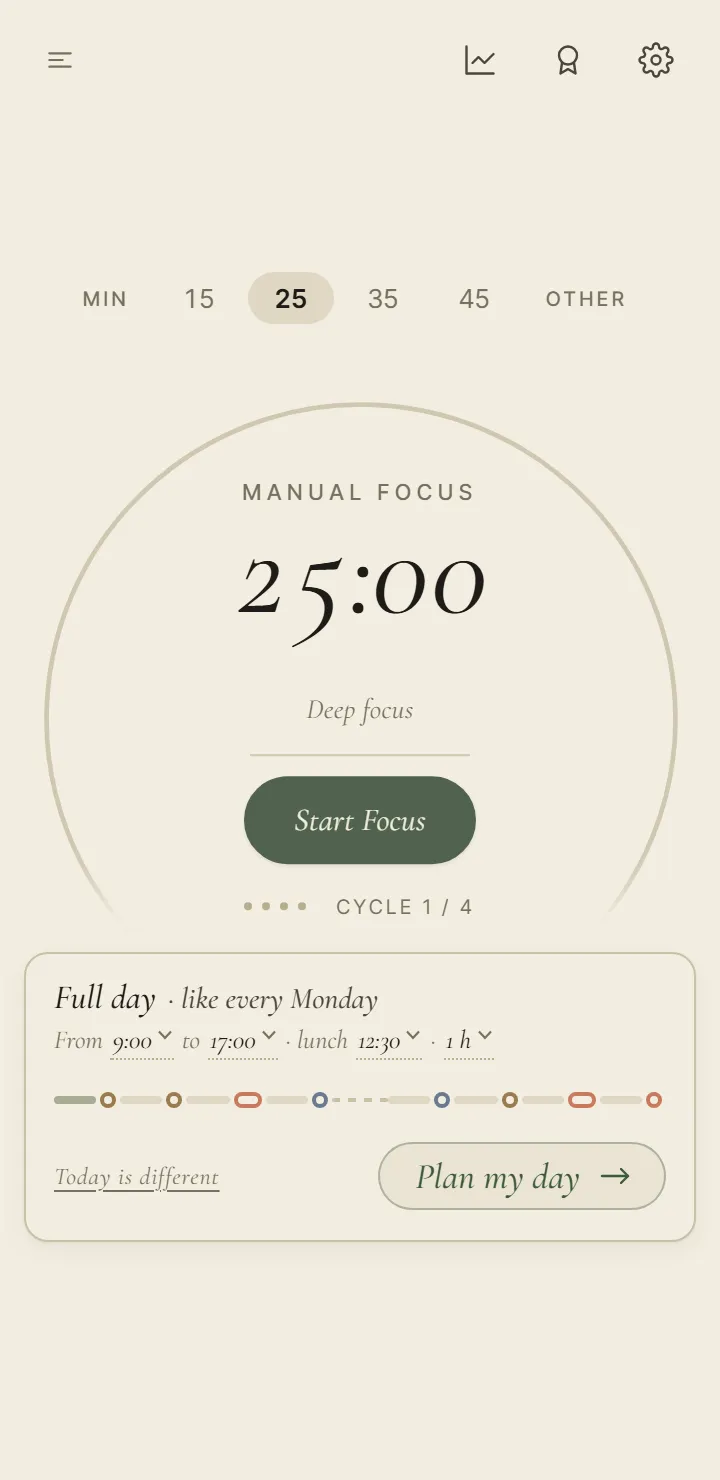 MIN 15 25 35 45 OTHER
MANUAL FOCUS
25:00
Deep focus
Start Focus
CYCLE 1 / 4
Full day · like every Monday
From 9:00 to 17:00 · lunch 12:30 · 1 h
Today is different
Plan my day →